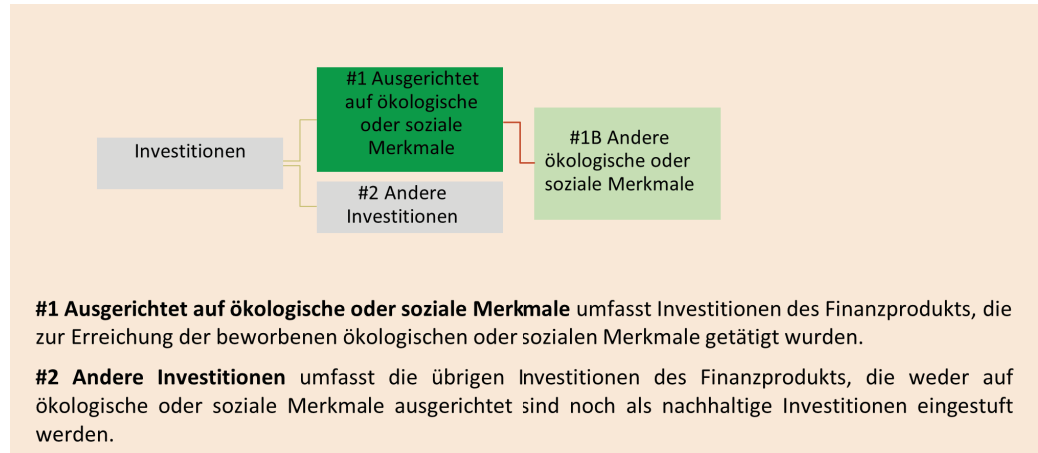 #1 Ausgerichtet
auf ökologische
oder soziale
Merkmale
#1B Andere
ökologische oder
soziale Merkmale
Investitionen
#2 Andere
Investitionen
#1 Ausgerichtet auf ökologische oder soziale Merkmale umfasst Investitionen des Finanzprodukts, die
zur Erreichung der beworbenen ökologischen oder sozialen Merkmale getätigt wurden.
#2 Andere Investitionen umfasst die übrigen Investitionen des Finanzprodukts, die weder auf
ökologische oder soziale Merkmale ausgerichtet sind noch als nachhaltige Investitionen eingestuft
werden.